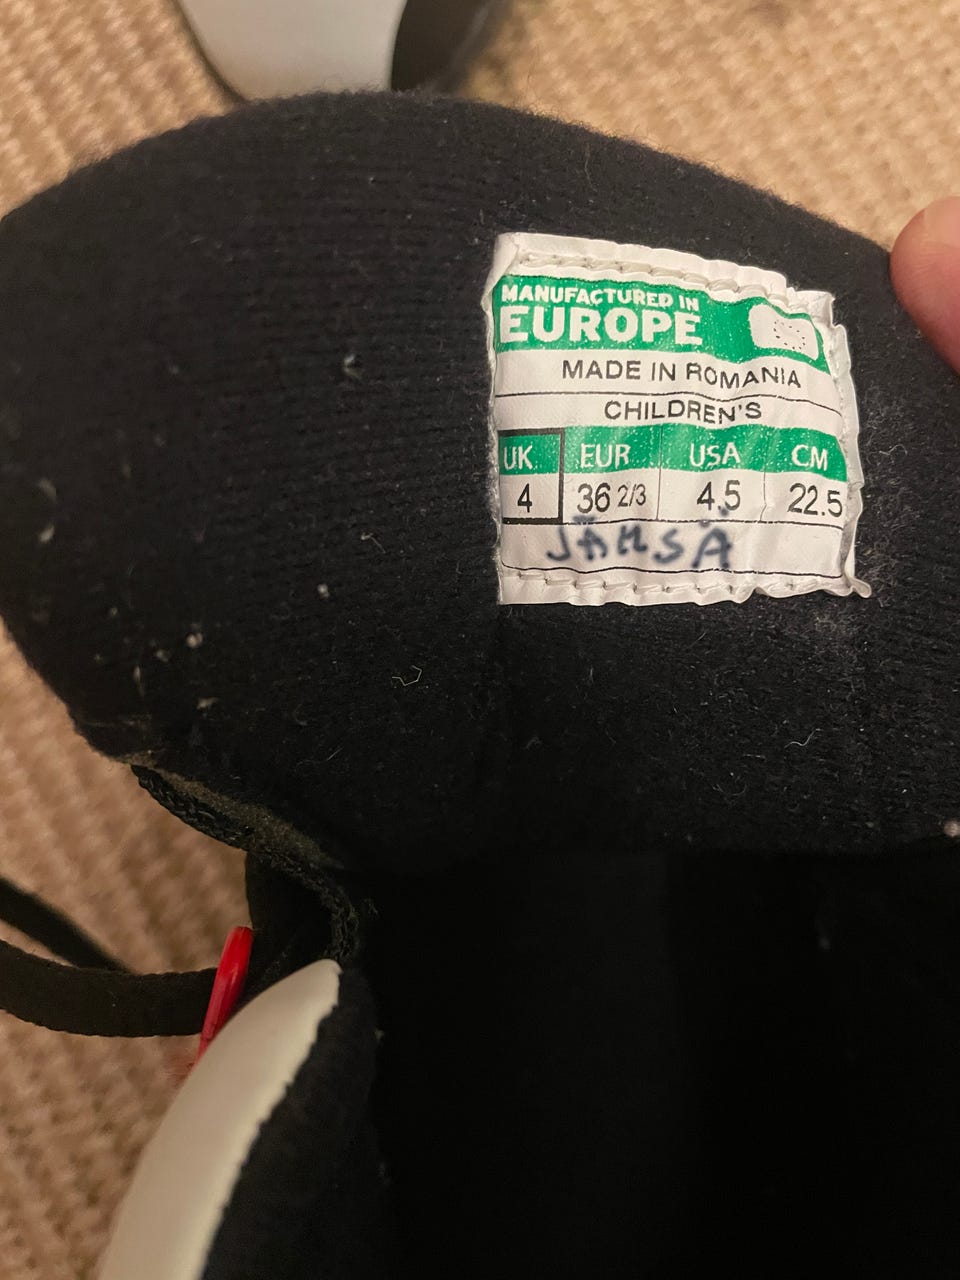 MANUFACTURED IN
EUROPE
MADE IN ROMANIA
CHILDREN'S
UK EUR USA CM
4 36 2/3 4.5 22.5
JÄMSÄ